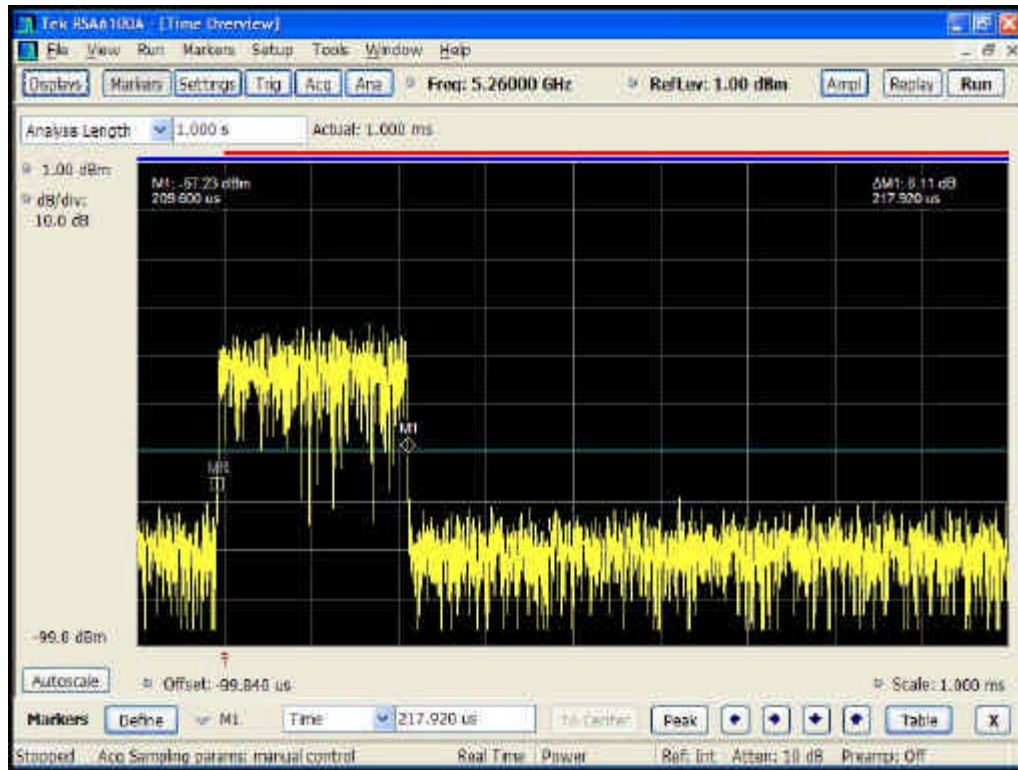 Tek RSA6100A - [Time Overview]
File View Run Markers Setup Tools Window Help
Displays Markers Settings Trig Acq Ana Freq: 5.26000 GHz RefLev: 1.00 dBm Ampl Replay Run
Analysis Length 1.000 s Actual: 1.000 ms
1.00 dBm
dB/div:
10.0 dB
M1: -57.23 dBm
209.600 us
ΔM1: 8.11 dB
217.920 us
M1
MR
-99.0 dBm
Autoscale Offset: -99.840 us Scale: 1.000 ms
Markers Define M1 Time 217.920 us To Center Peak Table X
Stopped Acq Sampling params: manual control Real Time Power Ref: Int Atten: 10 dB Preamp: Off